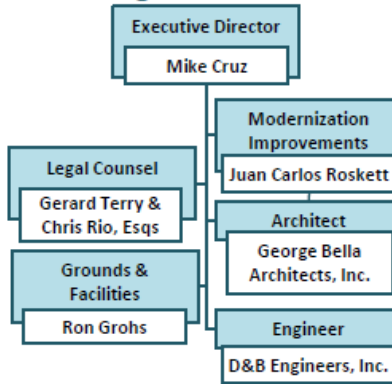 Executive Director
Mike Cruz
Modernization
Improvements
Juan Carlos Roskett
Legal Counsel
Gerard Terry &
Chris Rio, Esqs
Architect
George Bella
Architects, Inc.
Grounds &
Facilities
Ron Grohs
Engineer
D&B Engineers, Inc.